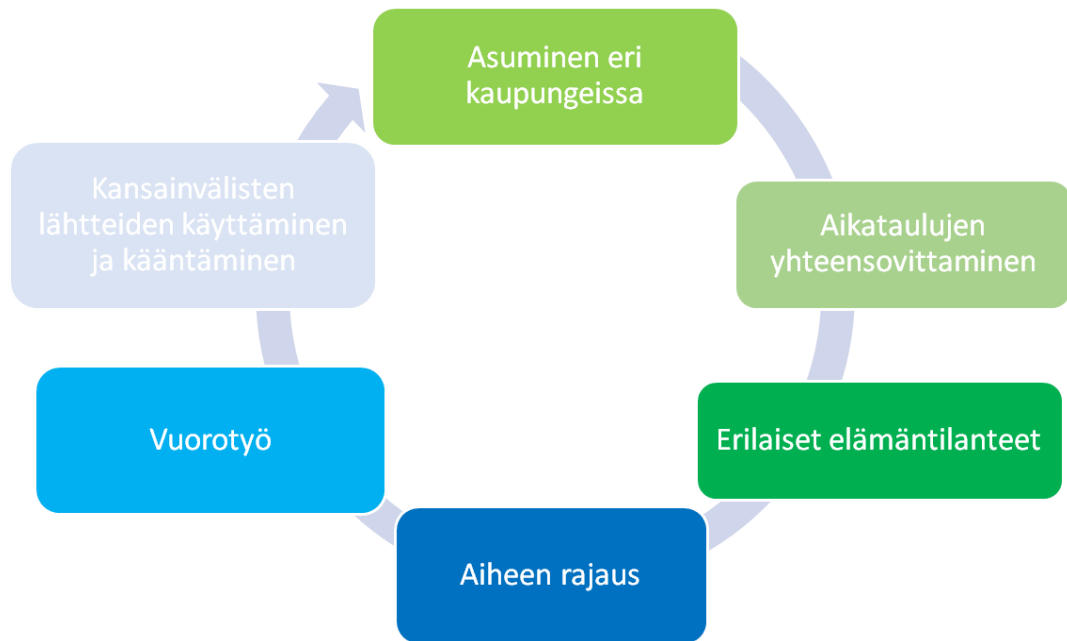 Asuminen eri
kaupungeissa
Aikataulujen
yhteensovittaminen
Erilaiset elämäntilanteet
Aiheen rajaus
Vuorotyö
Kansainvälisten
lähtteiden käyttäminen
ja kääntäminen